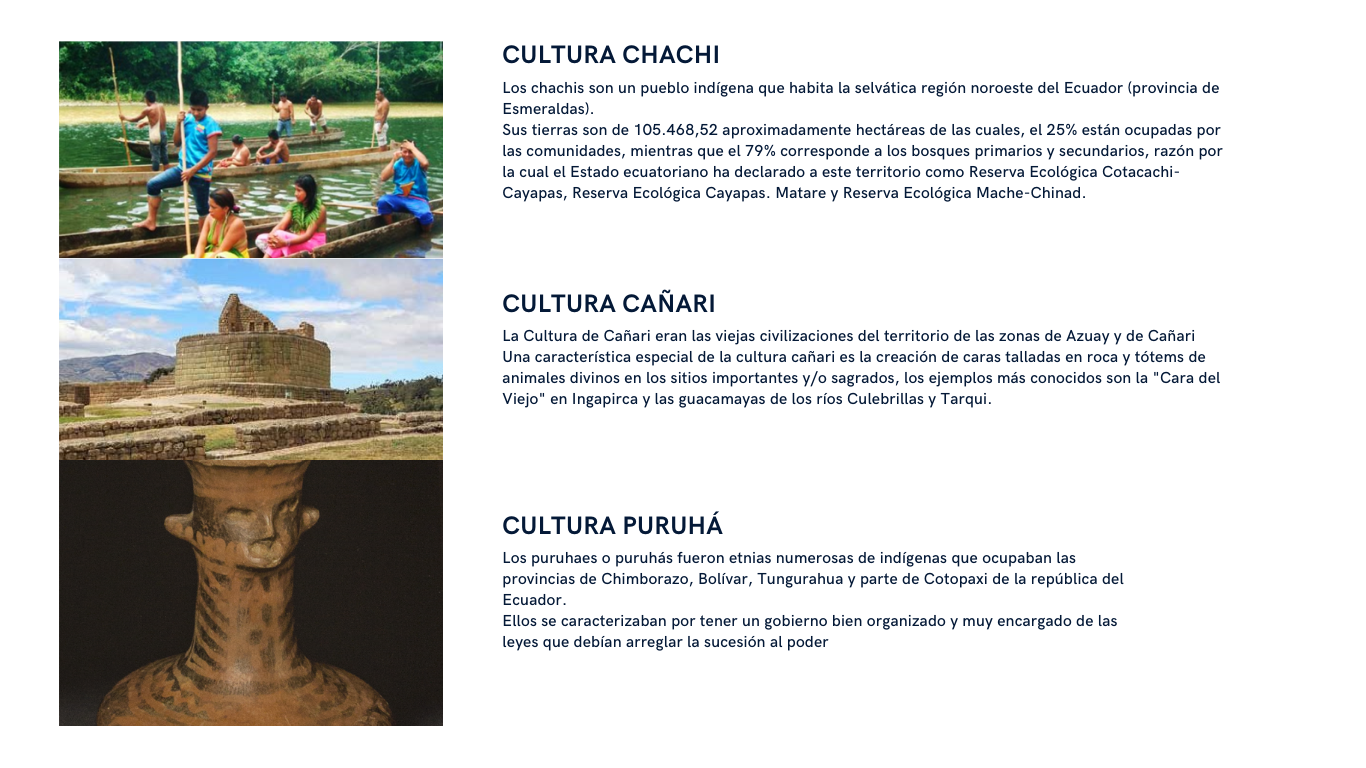 CULTURA CHACHI
Los chachis son un pueblo indígena que habita la selvática región noroeste del Ecuador (provincia de
Esmeraldas).
Sus tierras son de 105.468,52 aproximadamente hectáreas de las cuales, el 25% están ocupadas por
las comunidades, mientras que el 79% corresponde a los bosques primarios y secundarios, razón por
la cual el Estado ecuatoriano ha declarado a este territorio como Reserva Ecológica Cotacachi-
Cayapas, Reserva Ecológica Cayapas. Matare y Reserva Ecológica Mache-Chinad.
CULTURA CAÑARI
La Cultura de Cañari eran las viejas civilizaciones del territorio de las zonas de Azuay y de Cañari
Una característica especial de la cultura cañari es la creación de caras talladas en roca y tótems de
animales divinos en los sitios importantes y/o sagrados, los ejemplos más conocidos son la "Cara del
Viejo" en Ingapirca y las guacamayas de los ríos Culebrillas y Tarqui.
CULTURA PURUHÁ
Los puruhaes o puruhás fueron etnias numerosas de indígenas que ocupaban las
provincias de Chimborazo, Bolívar, Tungurahua y parte de Cotopaxi de la república del
Ecuador.
Ellos se caracterizaban por tener un gobierno bien organizado y muy encargado de las
leyes que debían arreglar la sucesión al poder